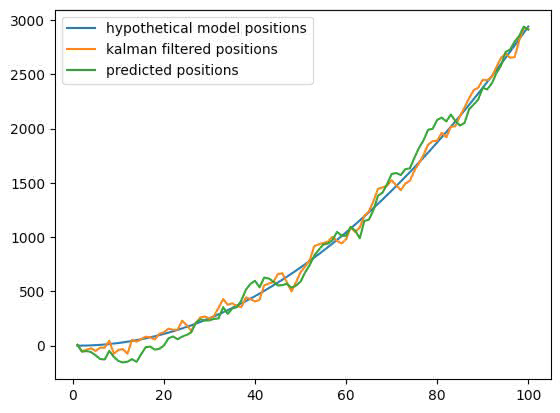 hypothetical model positions
kalman filtered positions
predicted positions
3000
2500
2000
1500
1000
500
0
0 20 40 60 80 100